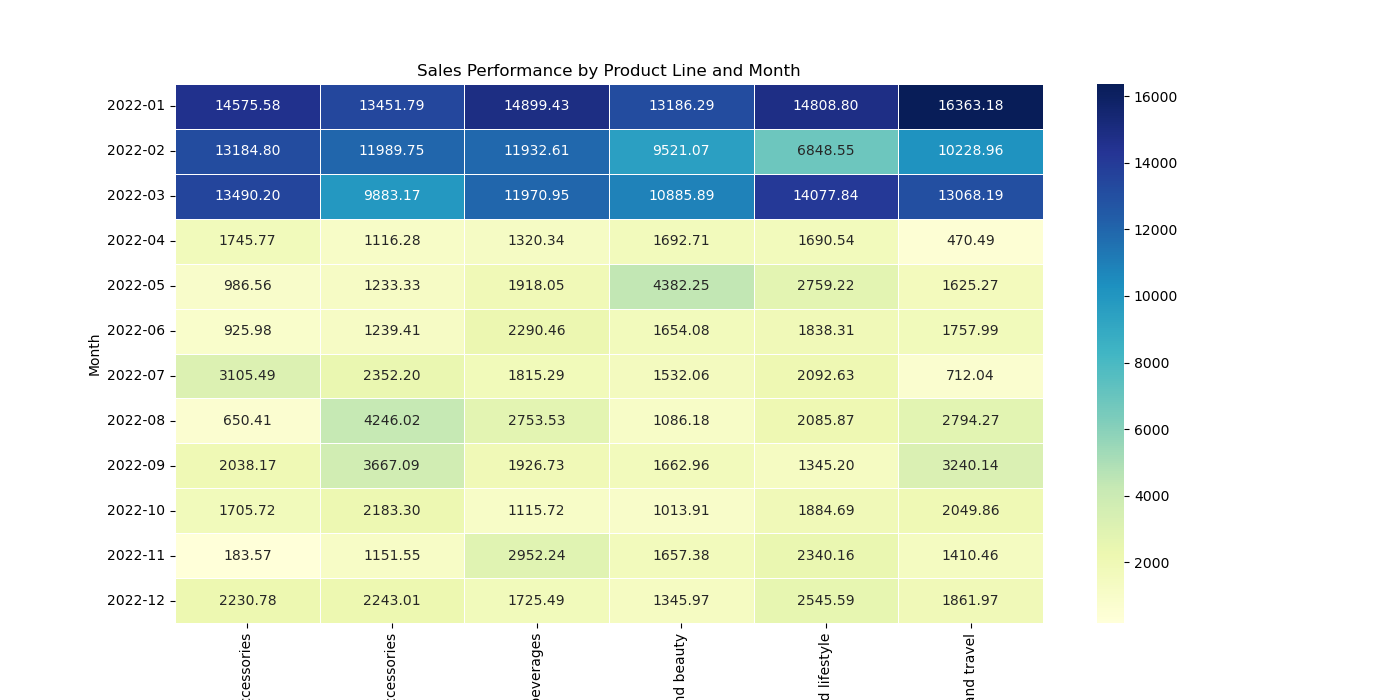 Sales Performance by Product Line and Month
2022-01 14575.58 13451.79 14899.43 13186.29 14808.80 16363.18
2022-02 13184.80 11989.75 11932.61 9521.07 6848.55 10228.96
2022-03 13490.20 9883.17 11970.95 10885.89 14077.84 13068.19
2022-04 1745.77 1116.28 1320.34 1692.71 1690.54 470.49
2022-05 986.56 1233.33 1918.05 4382.25 2759.22 1625.27
2022-06 925.98 1239.41 2290.46 1654.08 1838.31 1757.99
2022-07 3105.49 2352.20 1815.29 1532.06 2092.63 712.04
2022-08 650.41 4246.02 2753.53 1086.18 2085.87 2794.27
2022-09 2038.17 3667.09 1926.73 1662.96 1345.20 3240.14
2022-10 1705.72 2183.30 1115.72 1013.91 1884.69 2049.86
2022-11 183.57 1151.55 2952.24 1657.38 2340.16 1410.46
2022-12 2230.78 2243.01 1725.49 1345.97 2545.59 1861.97
Month
ccessories
ccessories
beverages
nd beauty
d lifestyle
and travel
16000
14000
12000
10000
8000
6000
4000
2000